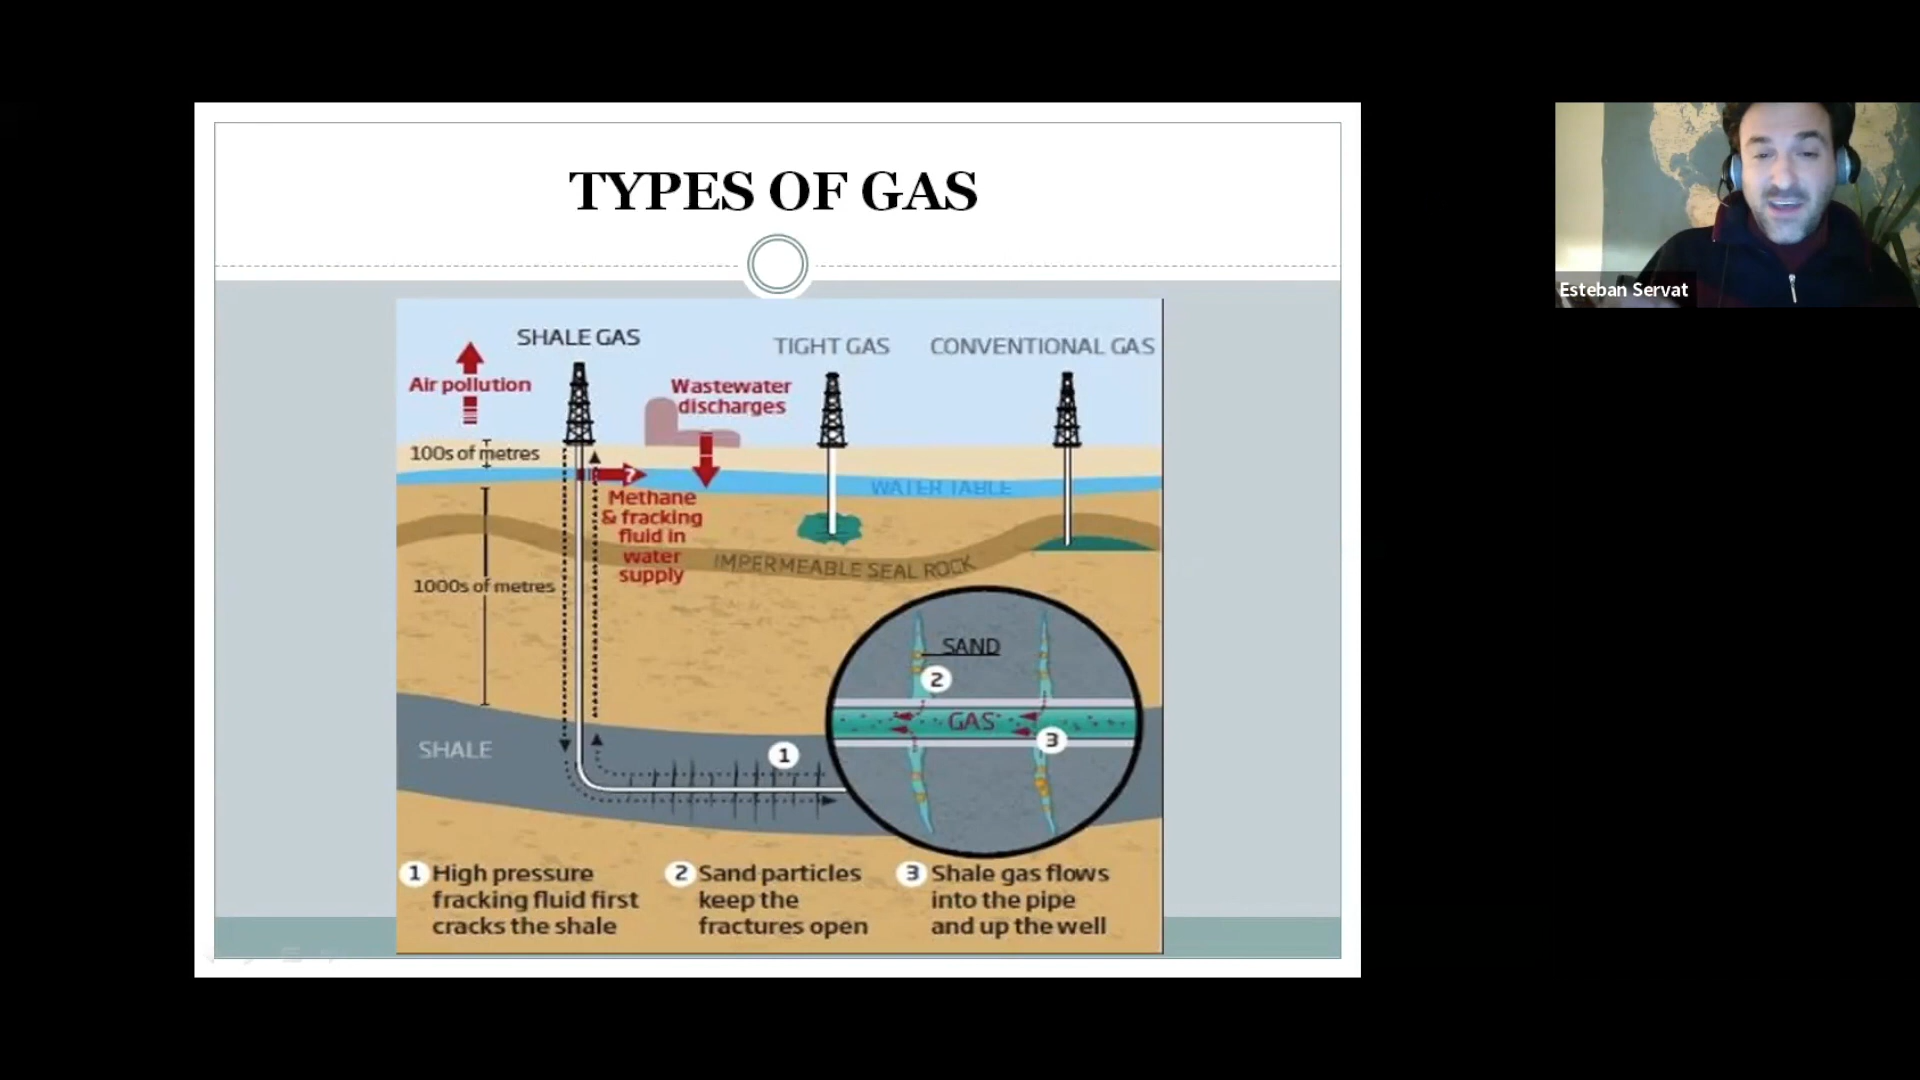 TYPES OF GAS
Esteban Servat
SHALE GAS
TIGHT GAS
CONVENTIONAL GAS
Air pollution
Wastewater
discharges
100s of metres
?
WATER TABLE
Methane
& fracking
fluid in
water
supply
IMPERMEABLE SEAL ROCK
1000s of metres
SAND
2
GAS
3
SHALE
1
1 High pressure
fracking fluid first
cracks the shale
2 Sand particles
keep the
fractures open
3 Shale gas flows
into the pipe
and up the well